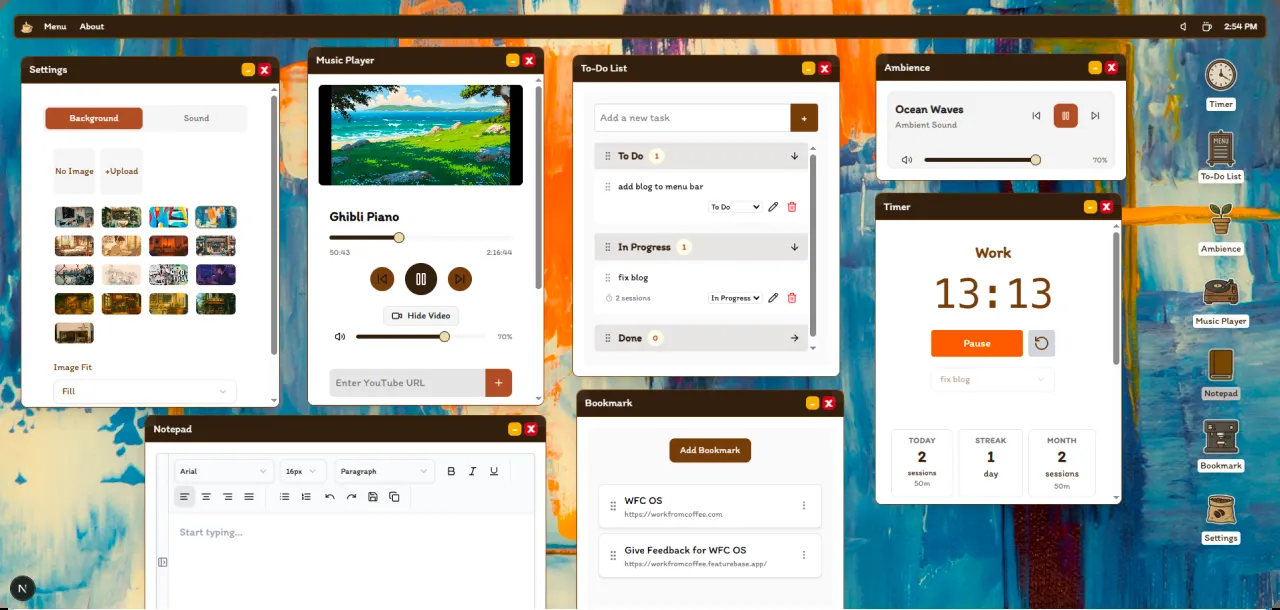 Menu About
2:54 PM
Settings
Background Sound
No Image +Upload
Image Fit
Fill
Music Player
Ghibli Piano
50:43 2:16:44
Hide Video
70%
Enter YouTube URL +
To-Do List
Add a new task +
To Do 1
add blog to menu bar
To Do
In Progress 1
fix blog
2 sessions In Progress
Done 0
Ambience
Ocean Waves
Ambient Sound
70%
Timer
Work
13:13
Pause
fix blog
TODAY STREAK MONTH
2 1 2
sessions day sessions
50m 50m
Notepad
Arial 16px Paragraph B I U
Start typing...
Bookmark
Add Bookmark
WFC OS
https://workfromcoffee.com
Give Feedback for WFC OS
https://workfromcoffee.featurebase.app/
Timer
MENU
To-Do List
Ambience
Music Player
Notepad
Bookmark
Settings
N